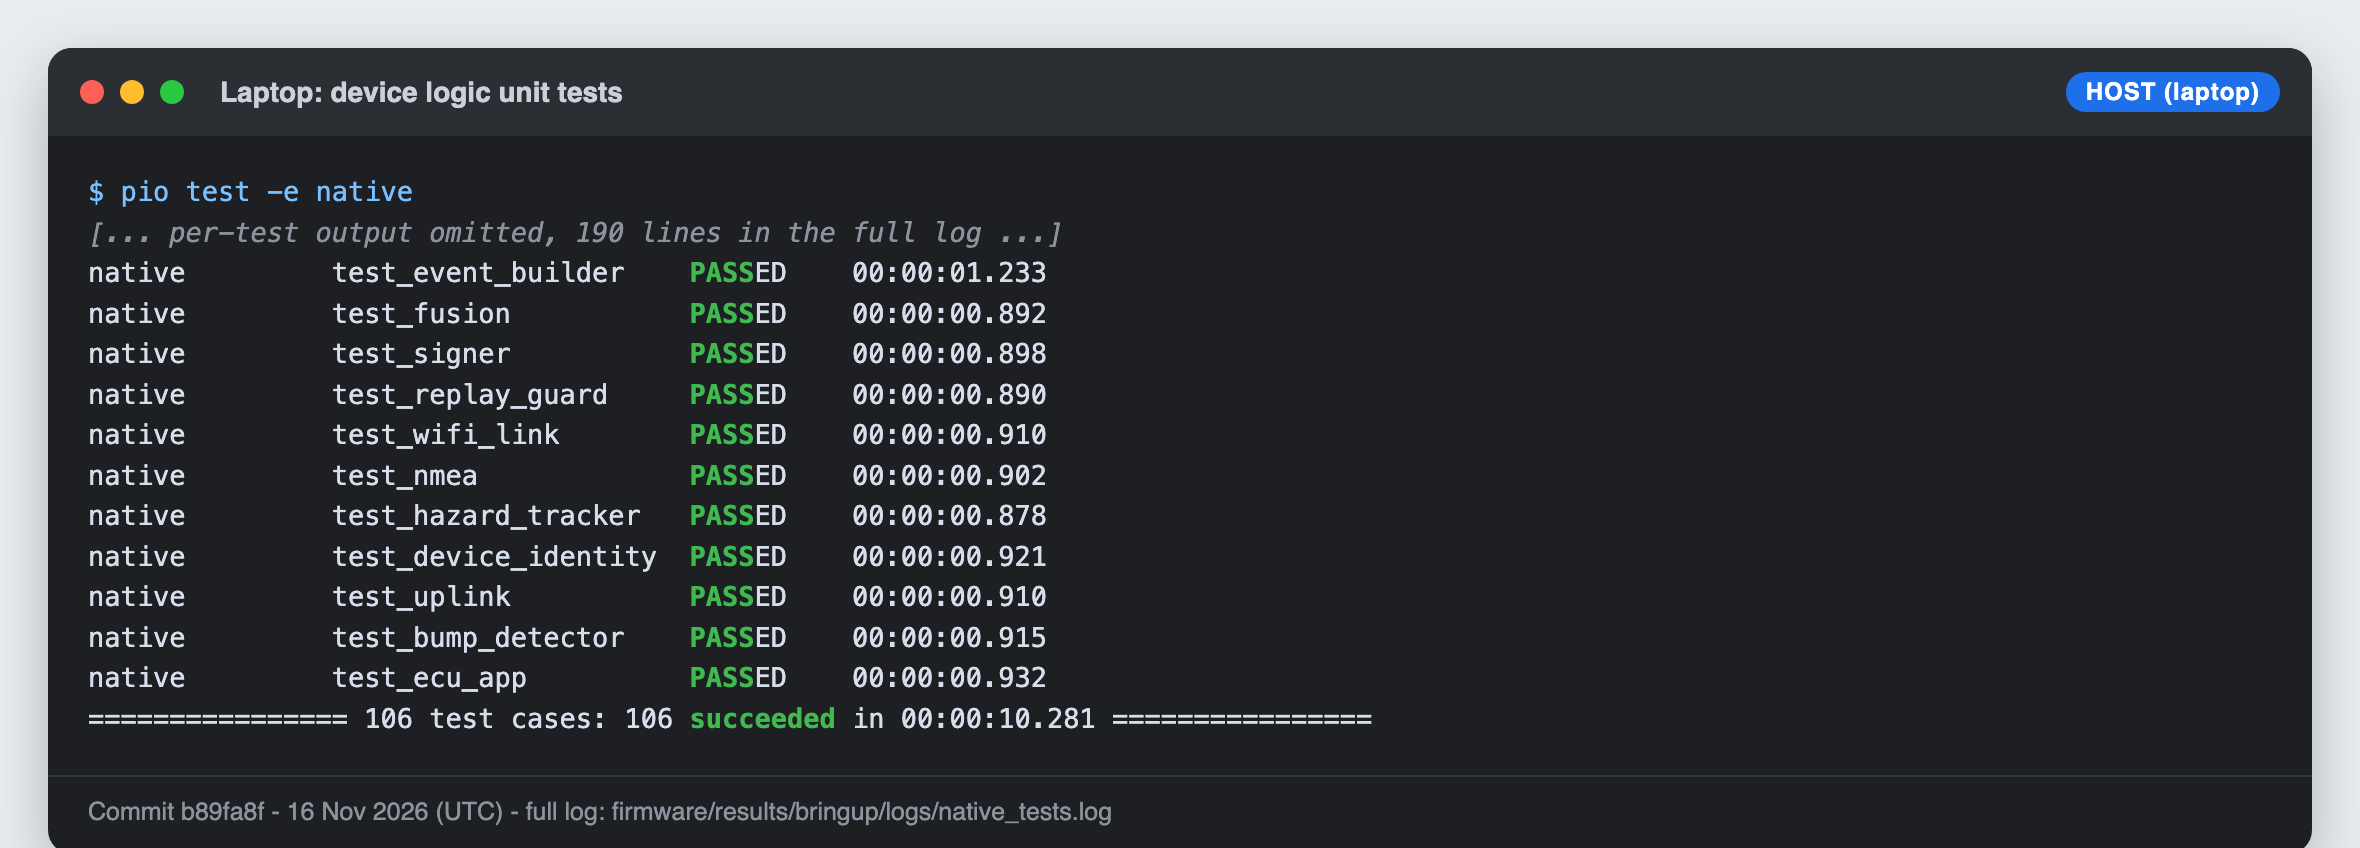 Laptop: device logic unit tests
HOST (laptop)
$ pio test -e native
[... per-test output omitted, 190 lines in the full log ...]
native         test_event_builder    PASSED    00:00:01.233
native         test_fusion           PASSED    00:00:00.892
native         test_signer           PASSED    00:00:00.898
native         test_replay_guard     PASSED    00:00:00.890
native         test_wifi_link        PASSED    00:00:00.910
native         test_nmea             PASSED    00:00:00.902
native         test_hazard_tracker   PASSED    00:00:00.878
native         test_device_identity  PASSED    00:00:00.921
native         test_uplink           PASSED    00:00:00.910
native         test_bump_detector    PASSED    00:00:00.915
native         test_ecu_app          PASSED    00:00:00.932
================ 106 test cases: 106 succeeded in 00:00:10.281 ================
Commit b89fa8f - 16 Nov 2026 (UTC) - full log: firmware/results/bringup/logs/native_tests.log